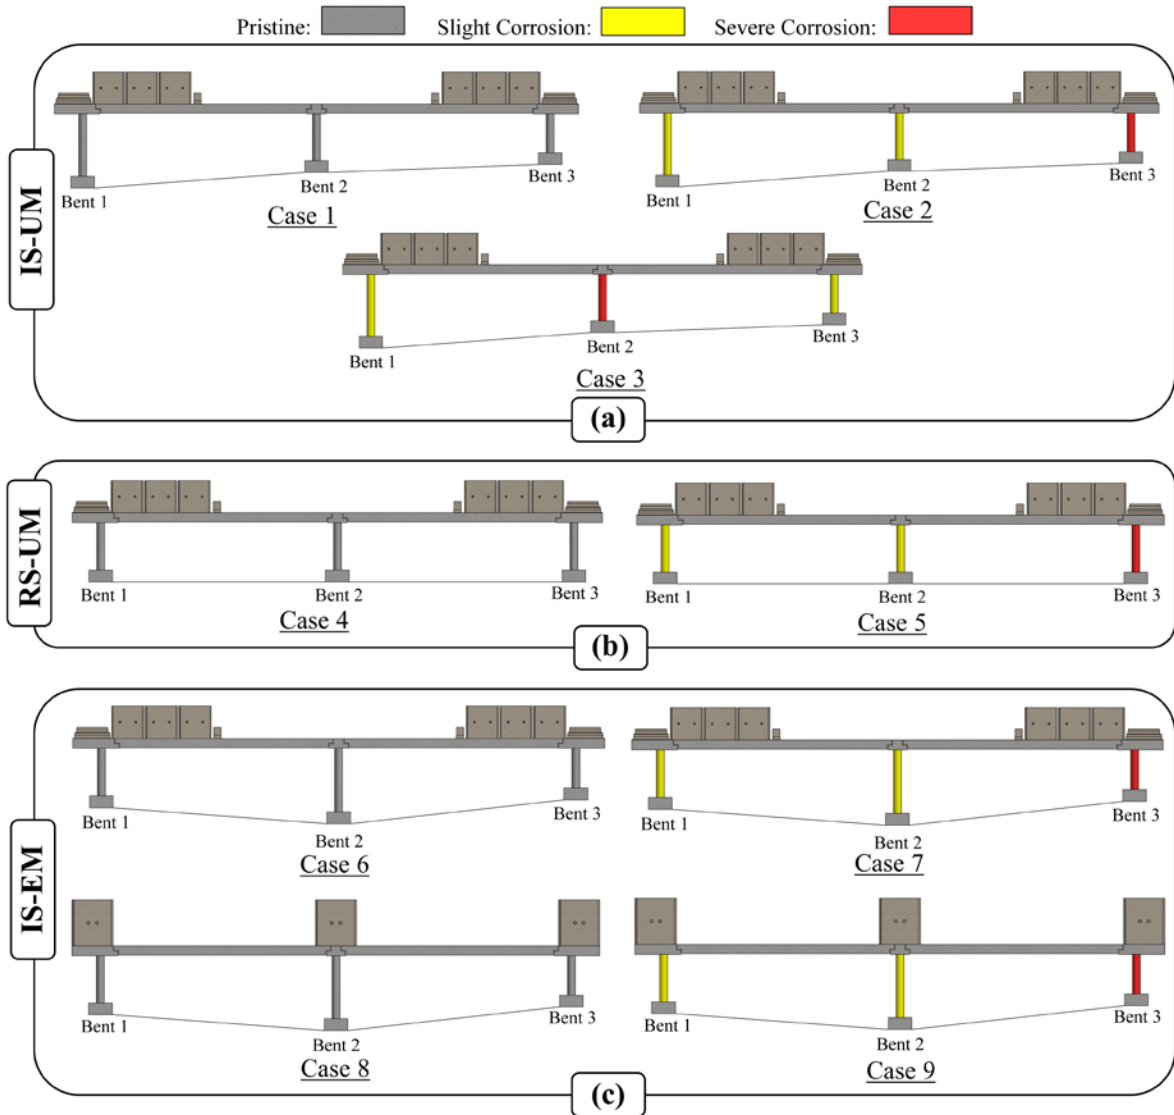 Pristine: Slight Corrosion: Severe Corrosion:
IS-UM
Bent 1 Bent 2 Bent 3
Case 1
Bent 1 Bent 2 Bent 3
Case 2
Bent 1 Bent 2 Bent 3
Case 3
(a)
RS-UM
Bent 1 Bent 2 Bent 3
Case 4
Bent 1 Bent 2 Bent 3
Case 5
(b)
IS-EM
Bent 1 Bent 2 Bent 3
Case 6
Bent 1 Bent 2 Bent 3
Case 7
Bent 1 Bent 2 Bent 3
Case 8
Bent 1 Bent 2 Bent 3
Case 9
(c)